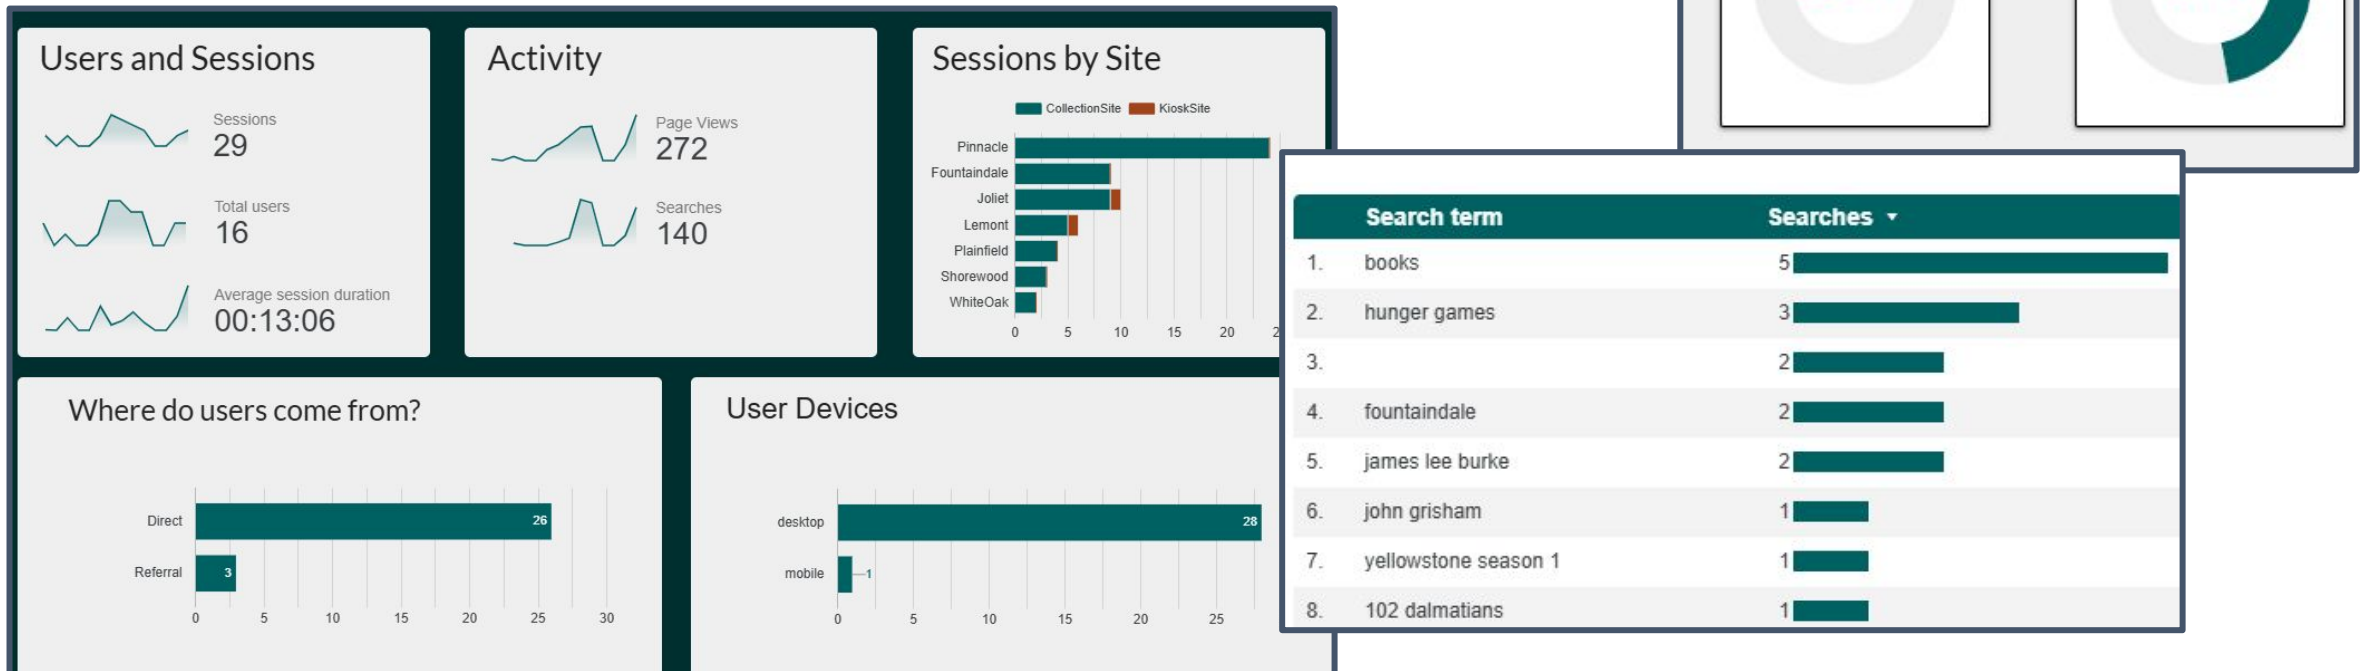 Users and Sessions
Sessions
29
Total users
16
Average session duration
00:13:06
Activity
Page Views
272
Searches
140
Sessions by Site
CollectionSite KioskSite
Pinnacle
Fountaindale
Joliet
Lemont
Plainfield
Shorewood
WhiteOak
0 5 10 15 20
Where do users come from?
Direct 26
Referral 3
0 5 10 15 20 25 30
User Devices
desktop 28
mobile 1
0 5 10 15 20 25
Search term Searches
1. books 5
2. hunger games 3
3. 2
4. fountaindale 2
5. james lee burke 2
6. john grisham 1
7. yellowstone season 1 1
8. 102 dalmatians 1